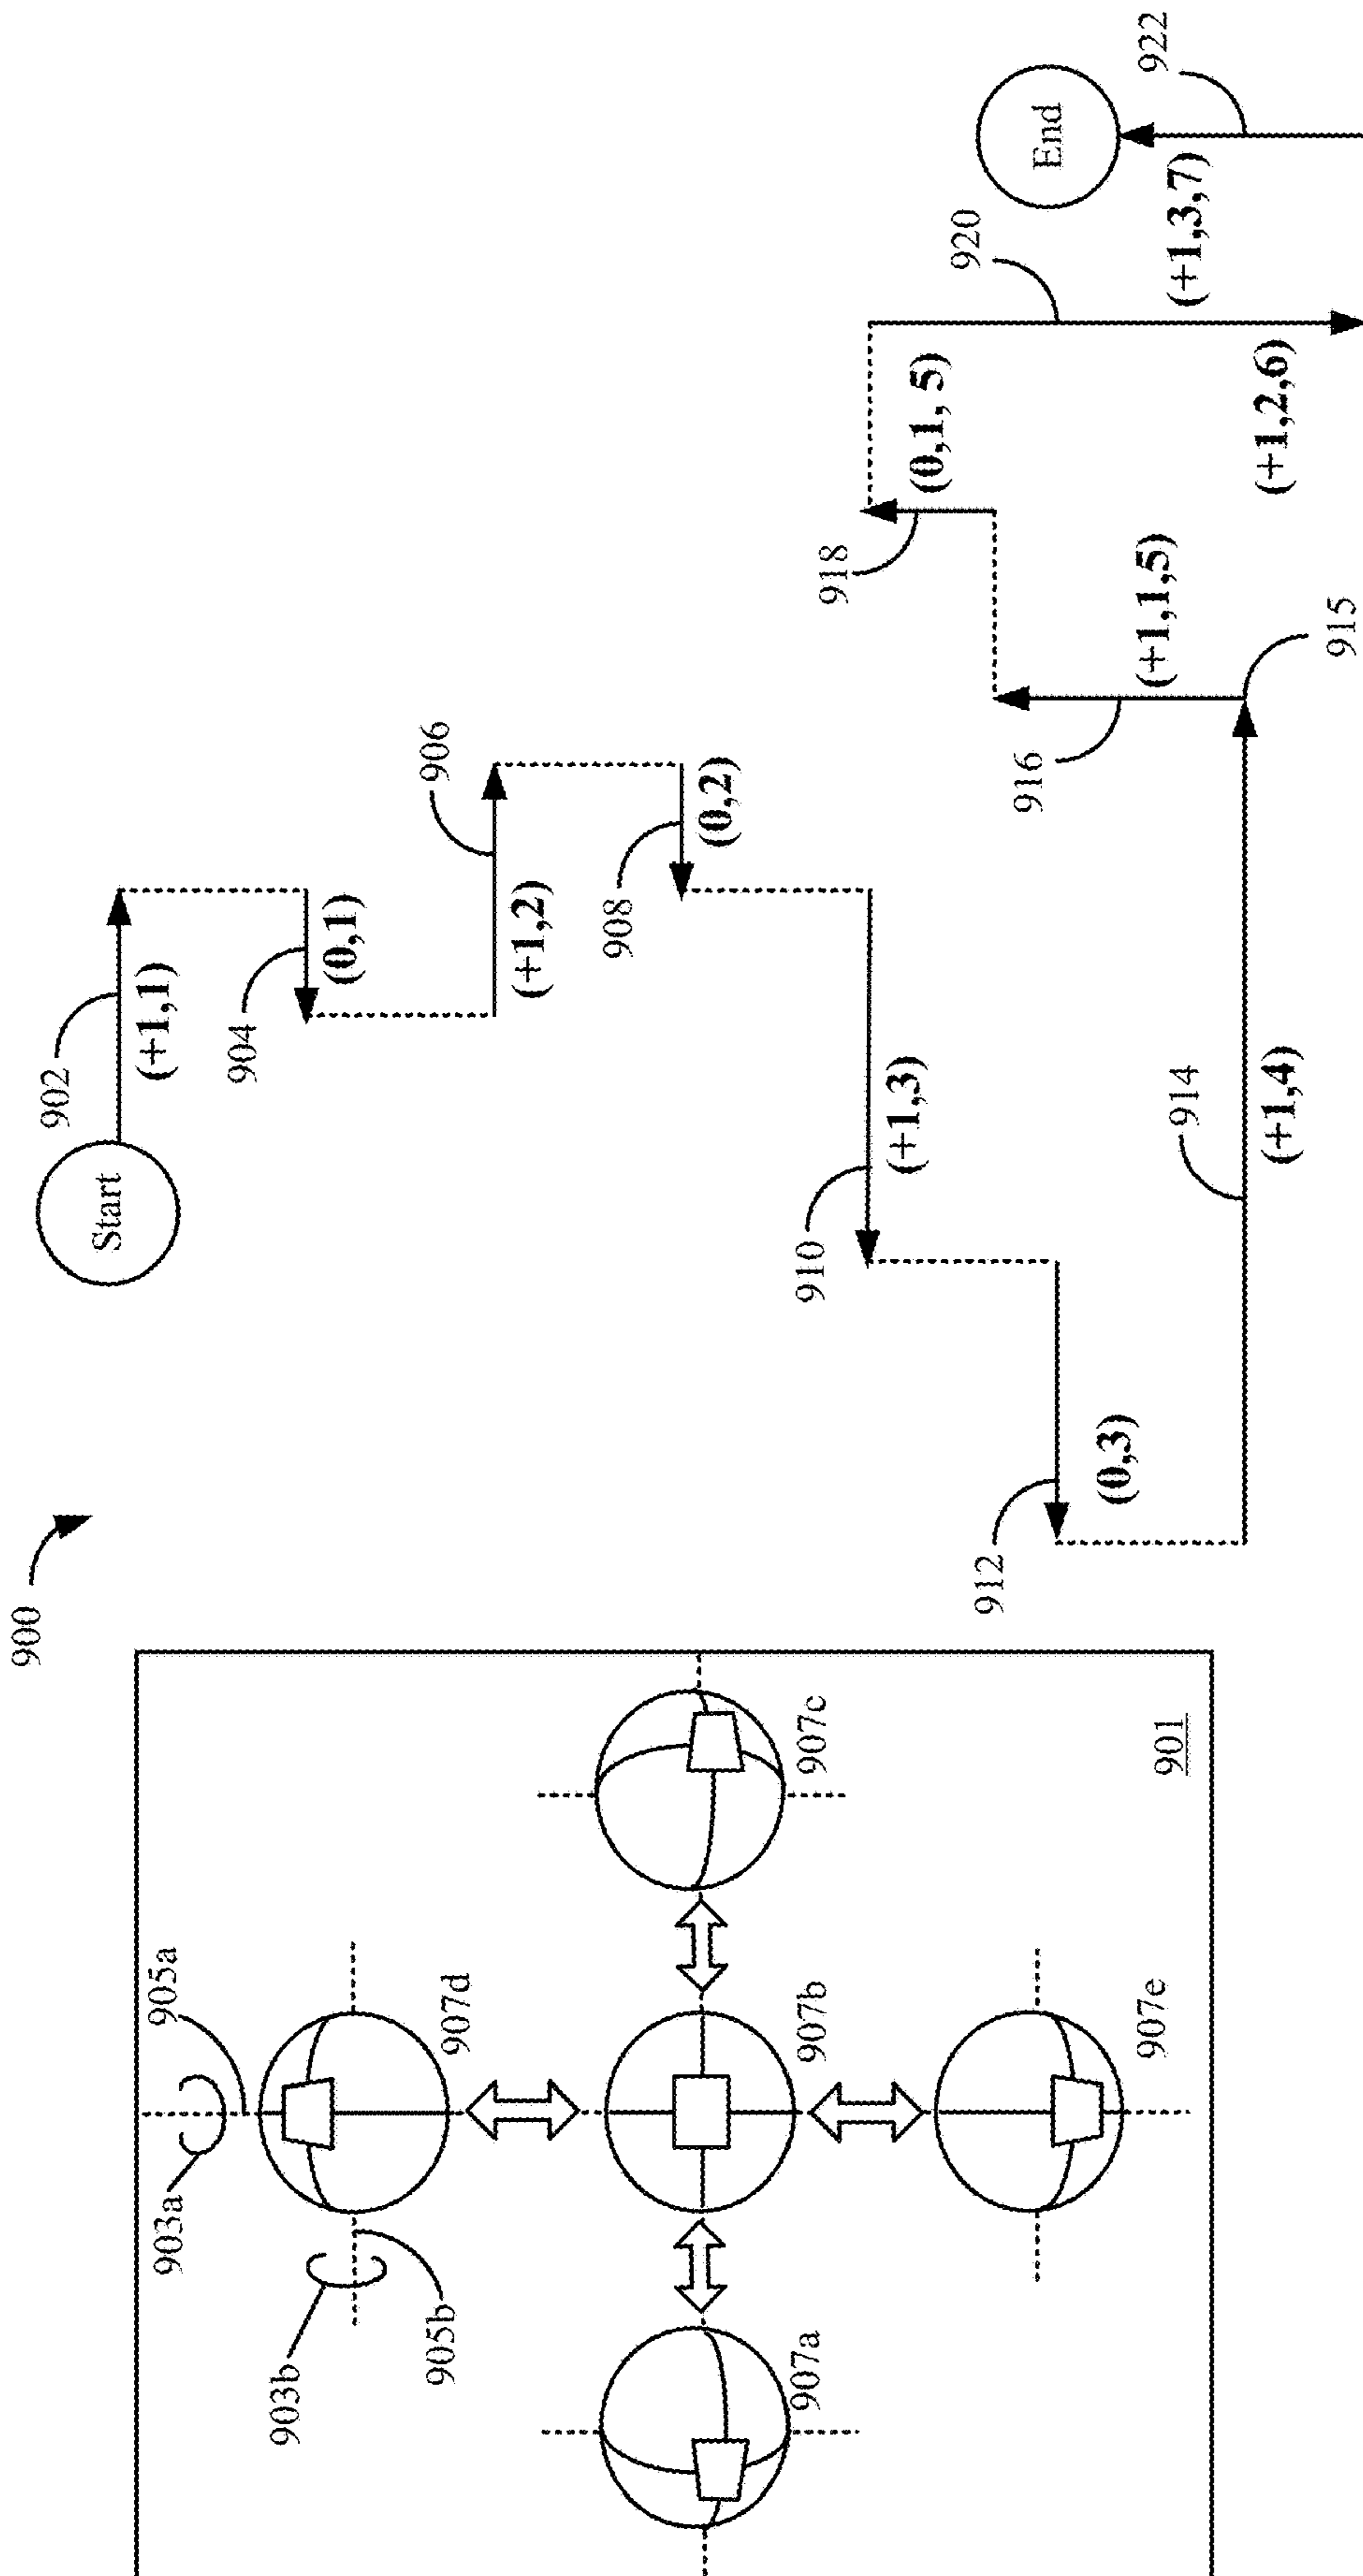 900
903a
905a
903b
905b
907d
907a
907b
907c
907e
901
Start
902
(+1,1)
904
(0,1)
906
(+1,2)
908
(0,2)
910
(+1,3)
912
(0,3)
914
(+1,4)
915
916
(+1,1,5)
918
(0,1, 5)
920
(+1,2,6)
922
(+1,3,7)
End